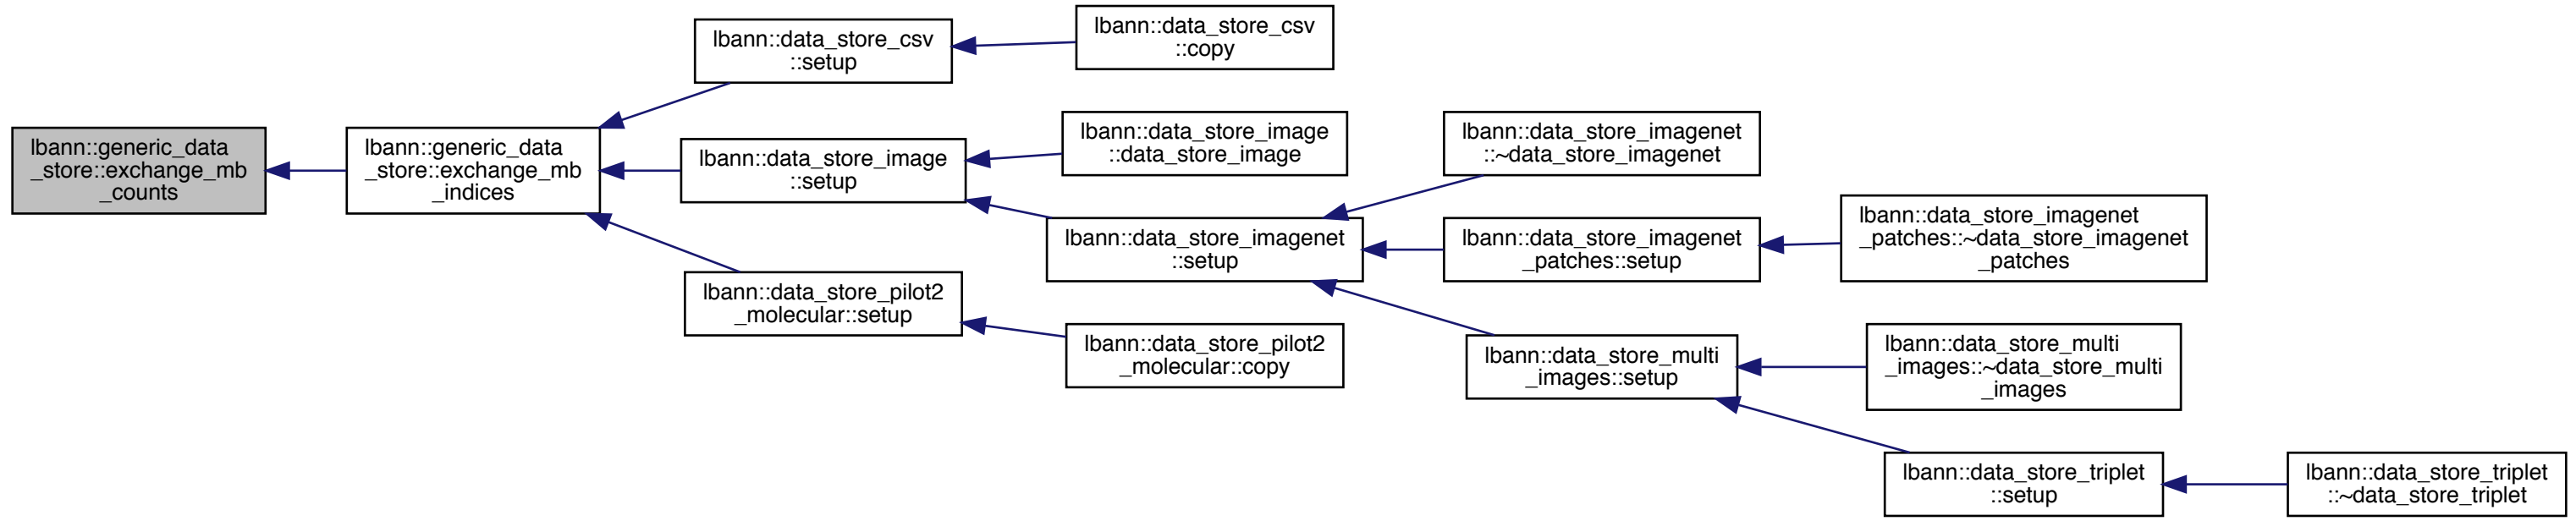 lbann::generic_data
_store::exchange_mb
_counts
lbann::generic_data
_store::exchange_mb
_indices
lbann::data_store_csv
::setup
lbann::data_store_csv
::copy
lbann::data_store_image
::setup
lbann::data_store_image
::data_store_image
lbann::data_store_imagenet
::setup
lbann::data_store_imagenet
::~data_store_imagenet
lbann::data_store_imagenet
_patches::setup
lbann::data_store_imagenet
_patches::~data_store_imagenet
_patches
lbann::data_store_multi
_images::setup
lbann::data_store_multi
_images::~data_store_multi
_images
lbann::data_store_triplet
::setup
lbann::data_store_triplet
::~data_store_triplet
lbann::data_store_pilot2
_molecular::setup
lbann::data_store_pilot2
_molecular::copy